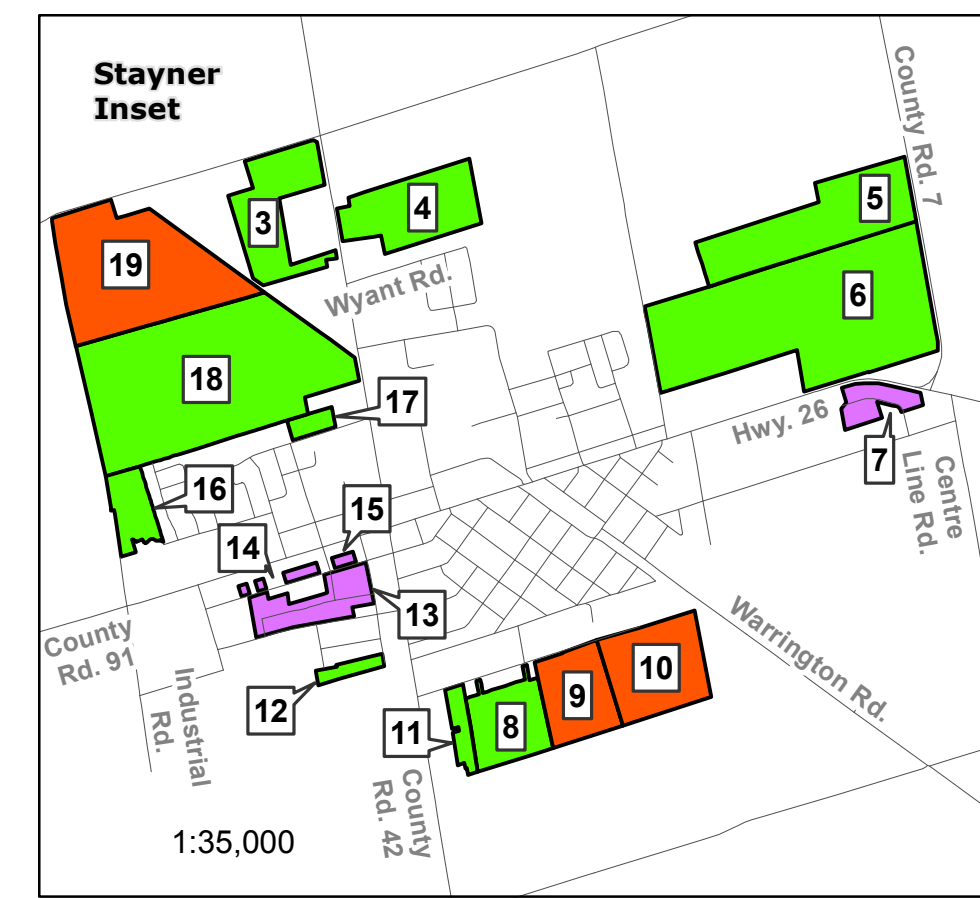 Stayner
Inset
County Rd. 7
3
4
5
Wyant Rd.
19
6
18
17
Hwy. 26
7
Centre
Line Rd.
16
15
14
13
County
Rd. 91
Industrial
Rd.
12
Warrington Rd.
10
9
8
11
County
Rd. 42
1:35,000